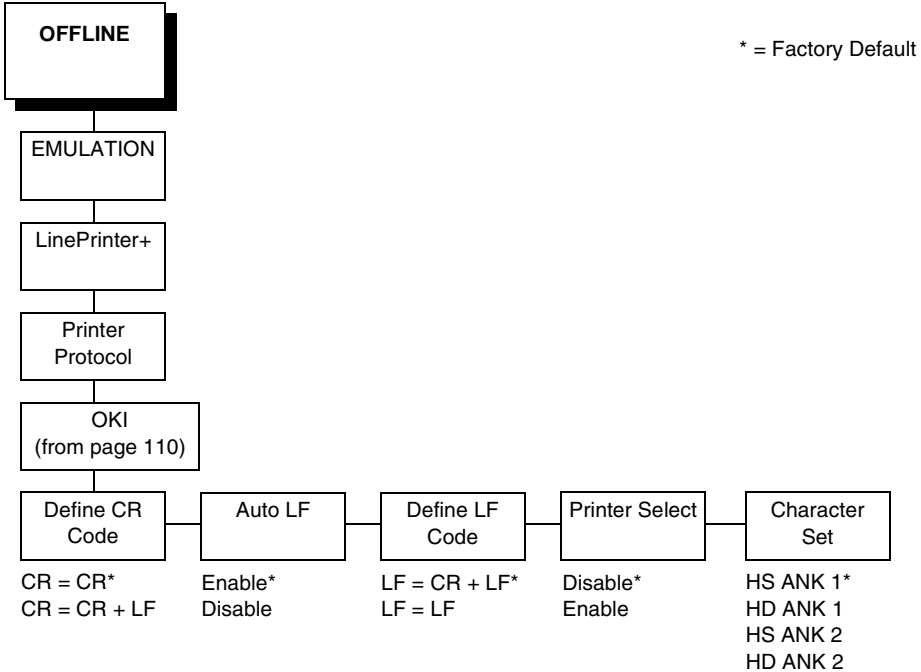 OFFLINE
* = Factory Default
EMULATION
LinePrinter+
Printer
Protocol
OKI
(from page 110)
Define CR
Code
CR = CR*
CR = CR + LF
Auto LF
Enable*
Disable
Define LF
Code
LF = CR + LF*
LF = LF
Printer Select
Disable*
Enable
Character
Set
HS ANK 1*
HD ANK 1
HS ANK 2
HD ANK 2